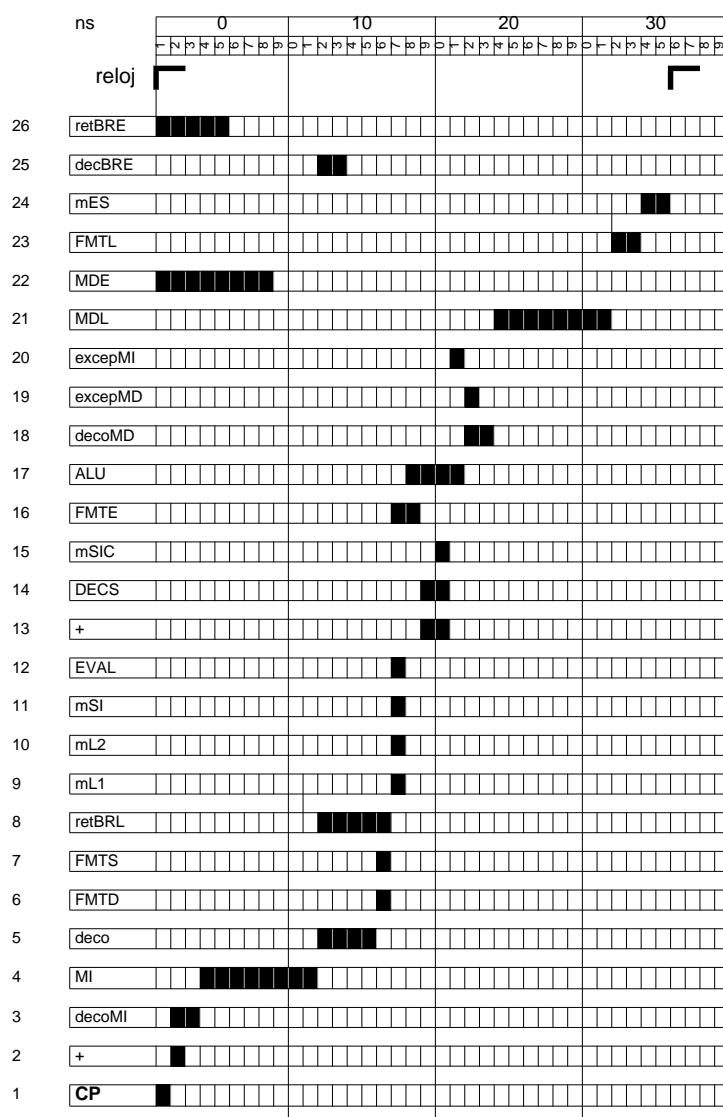 ns 0 10 20 30
1 2 3 4 5 6 7 8 9 0 1 2 3 4 5 6 7 8 9 0 1 2 3 4 5 6 7 8 9 0 1 2 3 4 5 6 7 8 9
reloj
26 retBRE
25 decBRE
24 mES
23 FMTL
22 MDE
21 MDL
20 excepMI
19 excepMD
18 decoMD
17 ALU
16 FMTE
15 mSIC
14 DECS
13 +
12 EVAL
11 mSI
10 mL2
9 mL1
8 retBRL
7 FMTS
6 FMTD
5 deco
4 MI
3 decoMI
2 +
1 CP